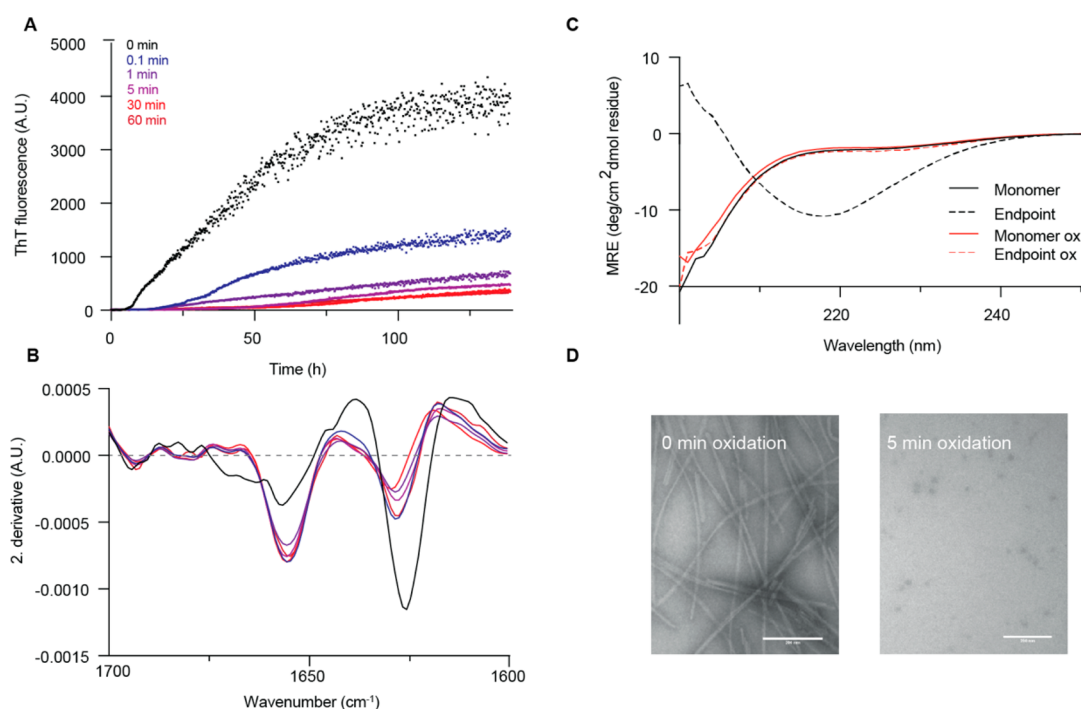 A
5000
4000
3000
2000
1000
0
ThT fluorescence (A.U.)
0 min
0.1 min
1 min
5 min
30 min
60 min
0
50
100
Time (h)
B
0.0005
0.0000
-0.0005
-0.0010
-0.0015
2. derivative (A.U.)
1700
1650
1600
Wavenumber (cm⁻¹)
C
10
0
-10
-20
MRE (deg/cm²dmol residue)
Monomer
Endpoint
Monomer ox
Endpoint ox
220
240
Wavelength (nm)
D
0 min oxidation
5 min oxidation